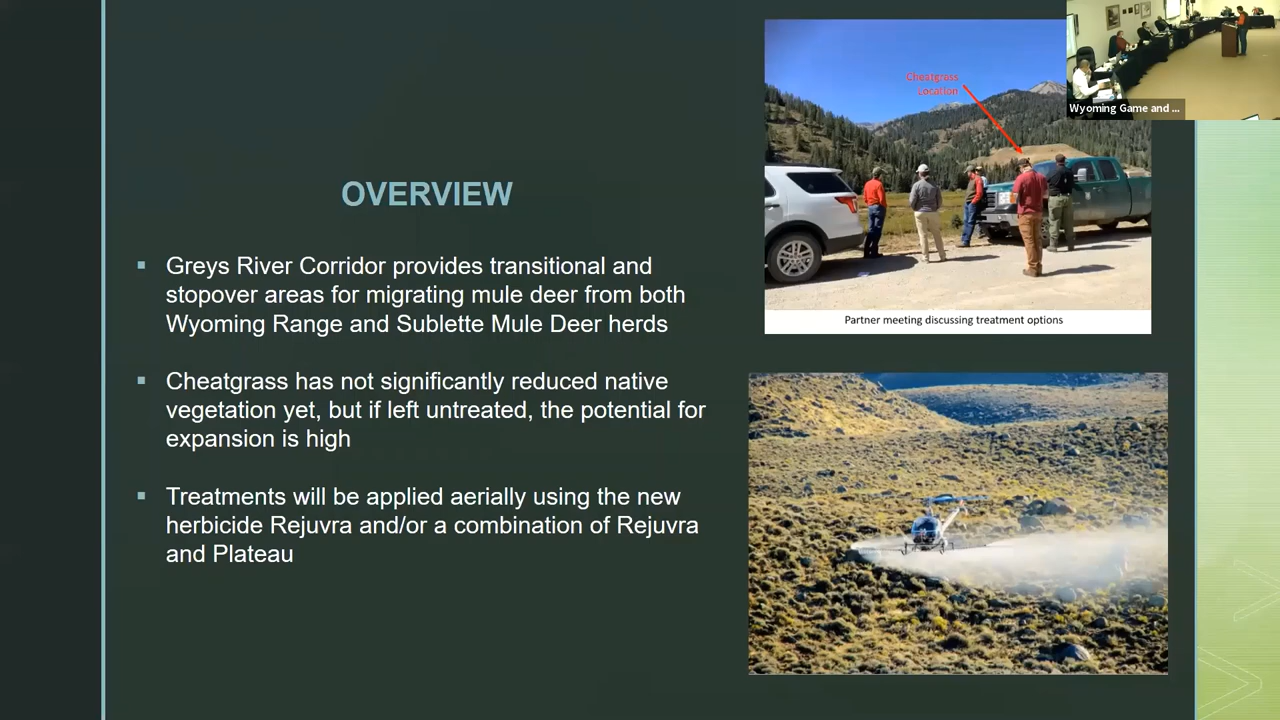 OVERVIEW
▪ Greys River Corridor provides transitional and
stopover areas for migrating mule deer from both
Wyoming Range and Sublette Mule Deer herds
▪ Cheatgrass has not significantly reduced native
vegetation yet, but if left untreated, the potential for
expansion is high
▪ Treatments will be applied aerially using the new
herbicide Rejuvra and/or a combination of Rejuvra
and Plateau
Cheatgrass
Location
Partner meeting discussing treatment options
Wyoming Game and ...